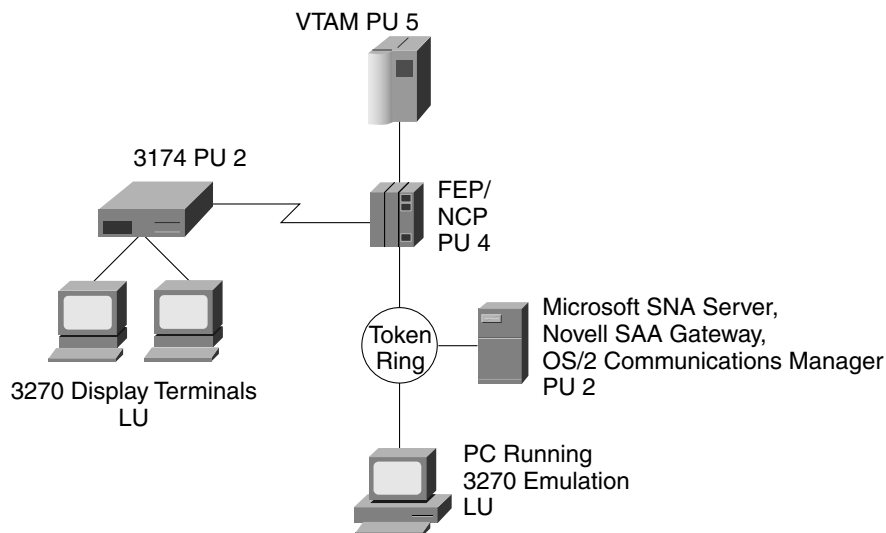 VTAM PU 5
3174 PU 2
FEP/
NCP
PU 4
3270 Display Terminals
LU
Token
Ring
Microsoft SNA Server,
Novell SAA Gateway,
OS/2 Communications Manager
PU 2
PC Running
3270 Emulation
LU